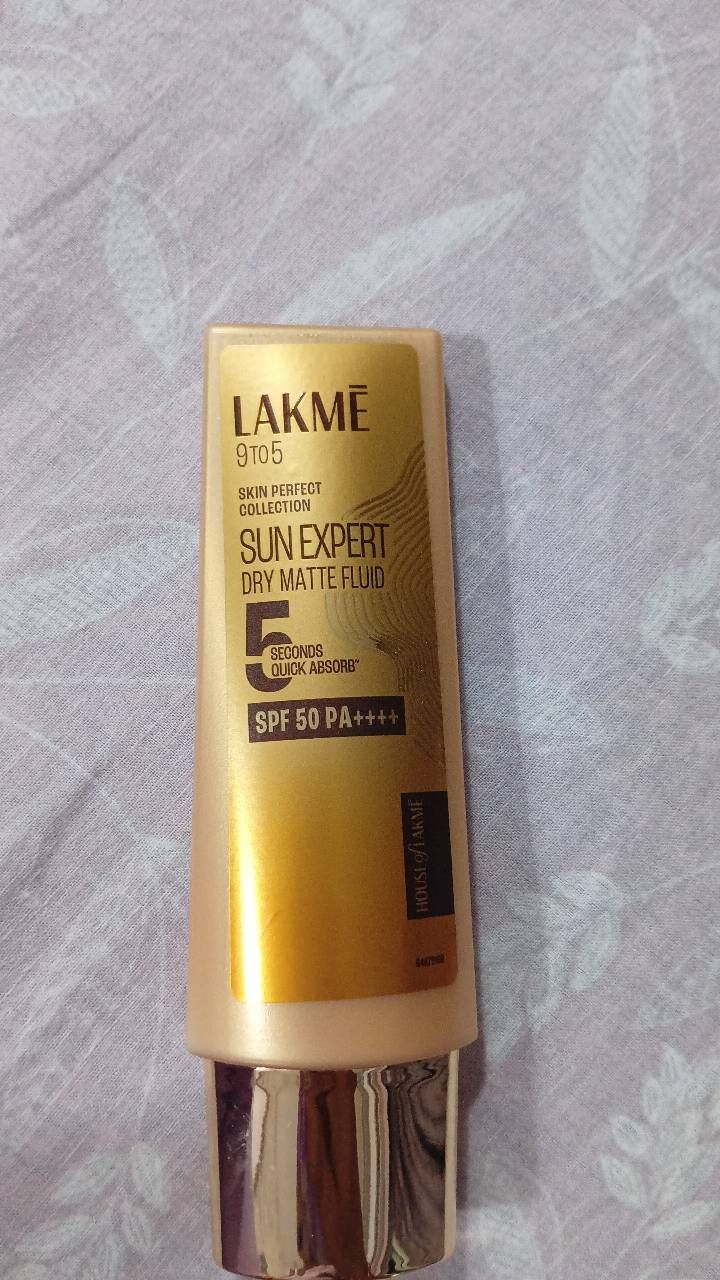 LAKMĒ
9TO5
SKIN PERFECT
COLLECTION
SUN EXPERT
DRY MATTE FLUID
5
SECONDS
QUICK ABSORB™
SPF 50 PA++++
HOUSE of LAKMĒ